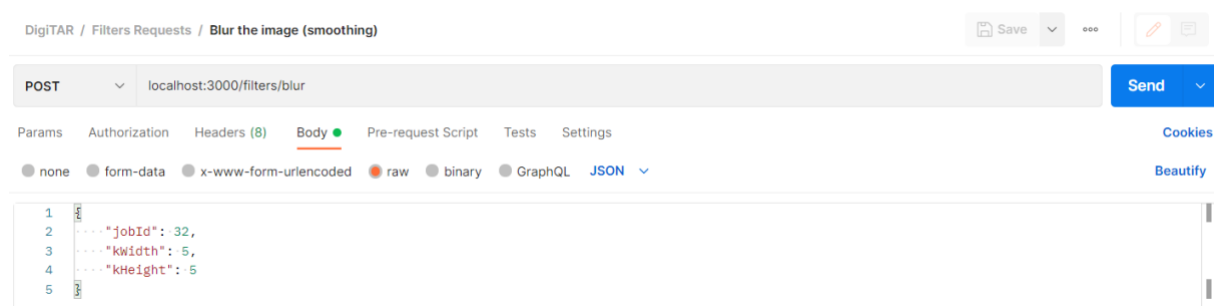 DigiTAR / Filters Requests / Blur the image (smoothing) Save ooo
POST localhost:3000/filters/blur Send
Params Authorization Headers (8) Body Pre-request Script Tests Settings Cookies
none form-data x-www-form-urlencoded raw binary GraphQL JSON Beautify
1 {
2 ····"jobId":·32,
3 ····"kWidth":·5,
4 ····"kHeight":·5
5 }